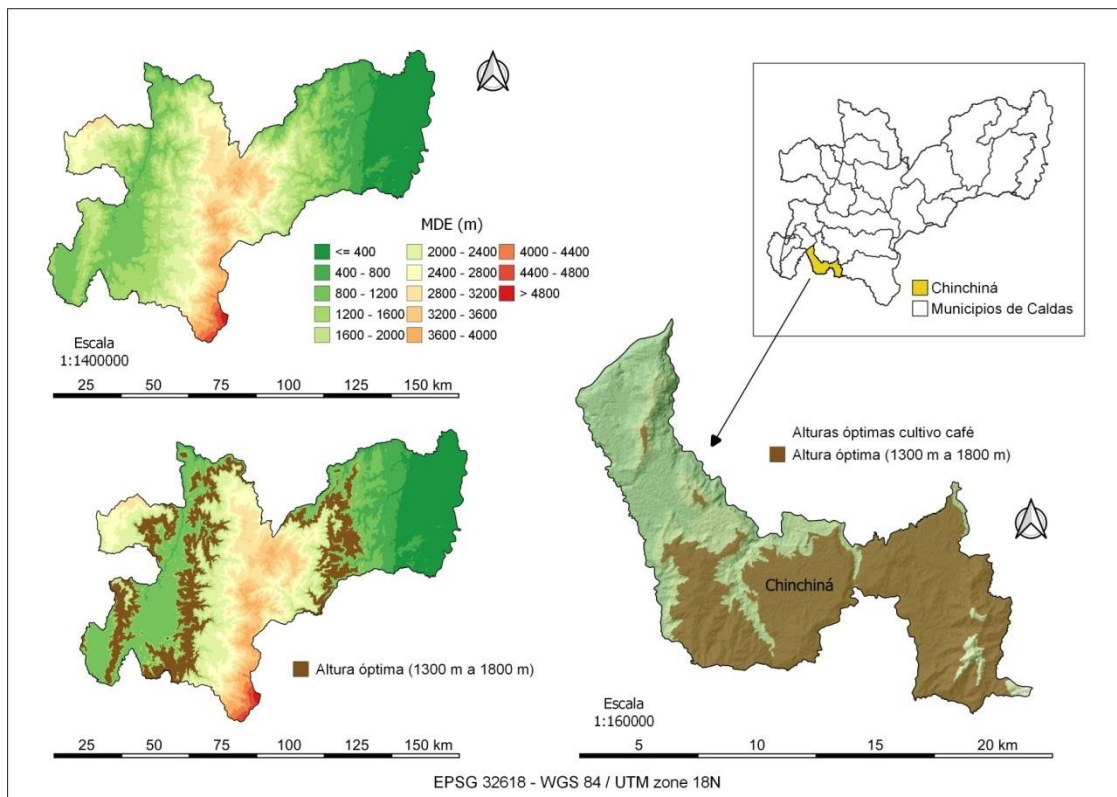 MDE (m)
<= 400
400 - 800
800 - 1200
1200 - 1600
1600 - 2000
2000 - 2400
2400 - 2800
2800 - 3200
3200 - 3600
3600 - 4000
4000 - 4400
4400 - 4800
> 4800
Escala
1:1400000
25 50 75 100 125 150 km
Chinchiná
Municipios de Caldas
Alturas óptimas cultivo café
Altura óptima (1300 m a 1800 m)
Chinchiná
Altura óptima (1300 m a 1800 m)
Escala
1:160000
25 50 75 100 125 150 km
5 10 15 20 km
EPSG 32618 - WGS 84 / UTM zone 18N